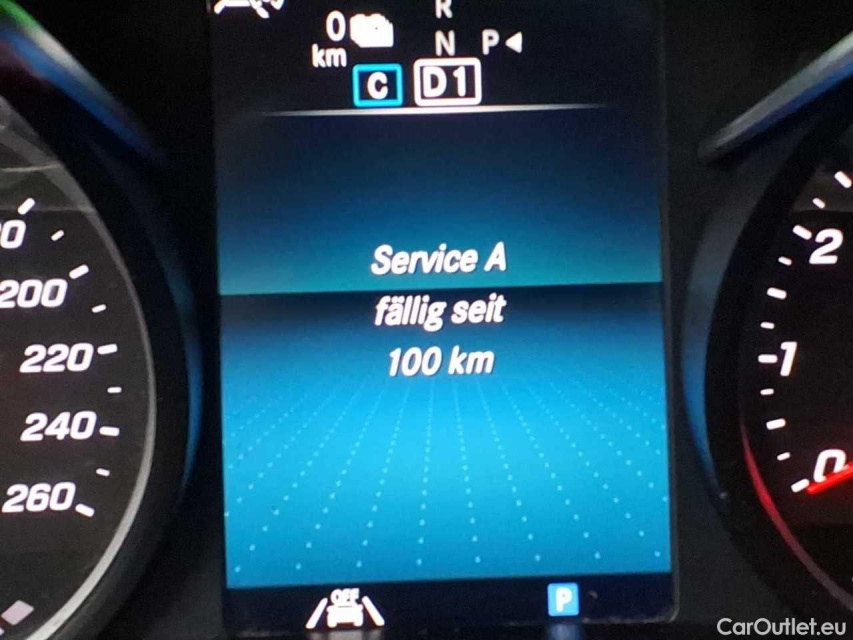 R
0
km
N P
C D1
Service A
fällig seit
100 km
200
220
240
260
2
1
0
OFF
P
CarOutlet.eu